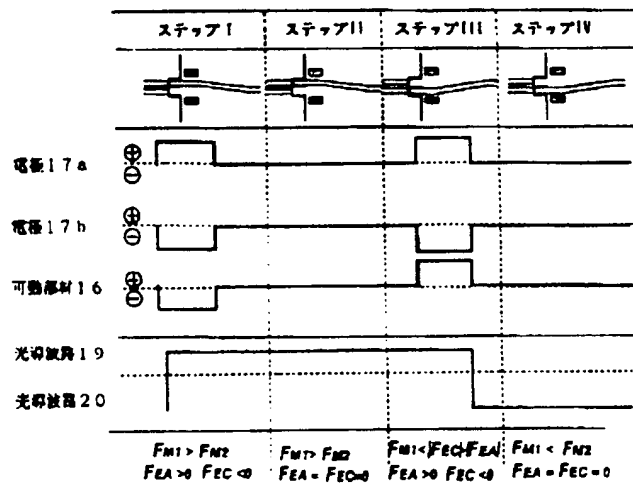 ステップI ステップII ステップIII ステップIV
電極17a ⊕
⊖
電極17b ⊕
⊖
可動部材16 ⊕
⊖
光導波路19
光導波路20
FM1 > FM2 FM1 > FM2 FM1 <|FEC|-|FEA| FM1 < FM2
FEA >0 FEC <0 FEA = FEC=0 FEA >0 FEC <0 FEA = FEC = 0